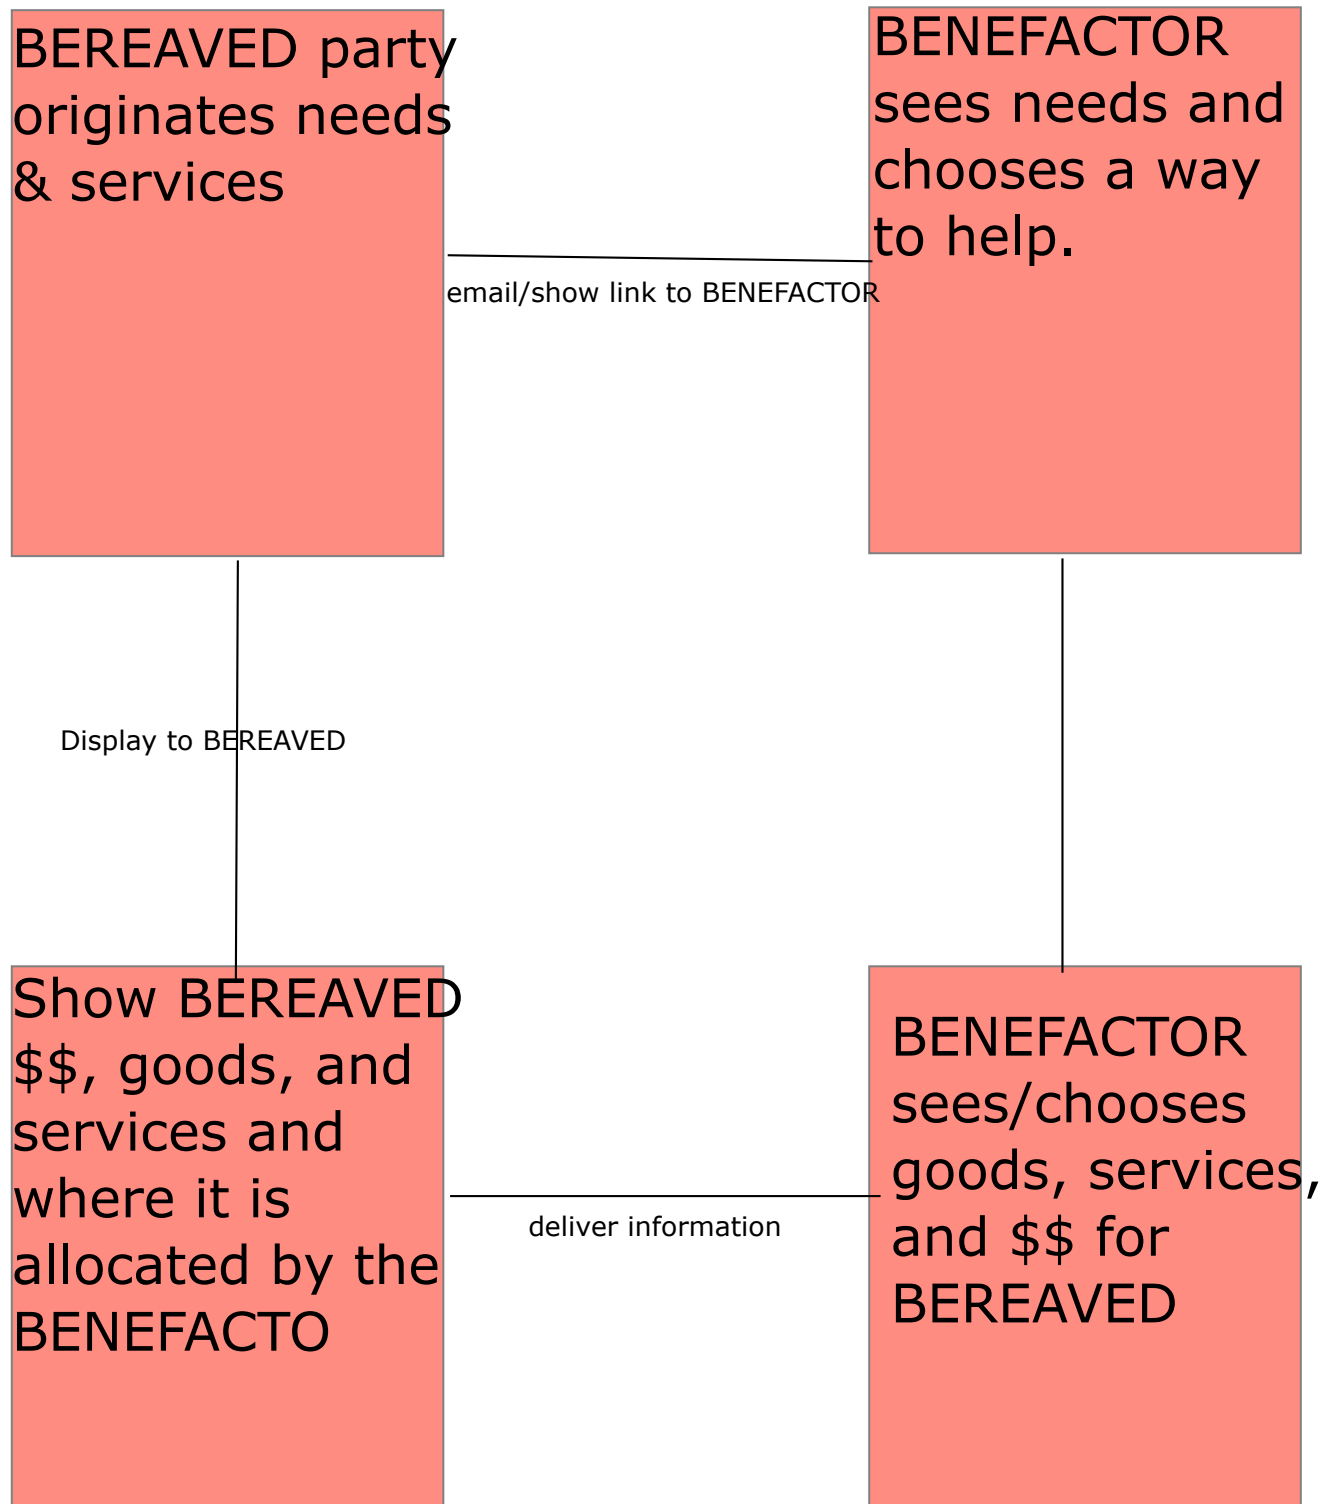 BEREAVED party
originates needs
& services
BENEFACTOR
sees needs and
chooses a way
to help.
email/show link to BENEFACTOR
Display to BEREAVED
Show BEREAVED
$$, goods, and
services and
where it is
allocated by the
BENEFACTO
BENEFACTOR
sees/chooses
goods, services,
and $$ for
BEREAVED
deliver information